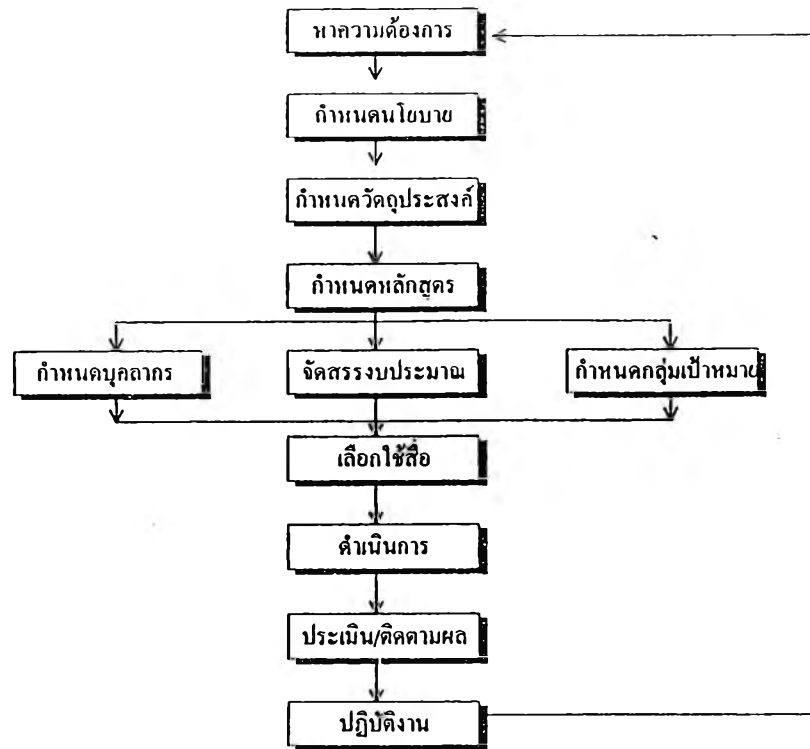 หาความต้องการ
กำหนดนโยบาย
กำหนดวัตถุประสงค์
กำหนดหลักสูตร
กำหนดบุคลากร
จัดสรรงบประมาณ
กำหนดกลุ่มเป้าหมาย
เลือกใช้สื่อ
ดำเนินการ
ประเมิน/ติดตามผล
ปฏิบัติงาน